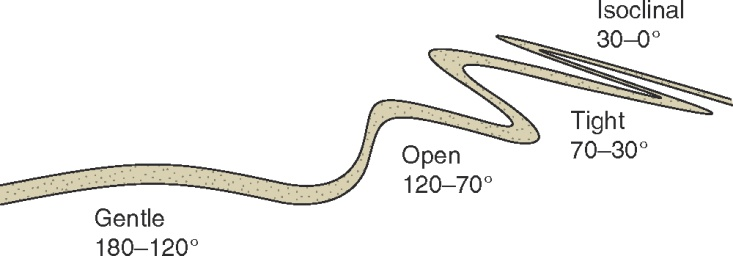 Isoclinal
30–0°
Tight
70–30°
Open
120–70°
Gentle
180–120°